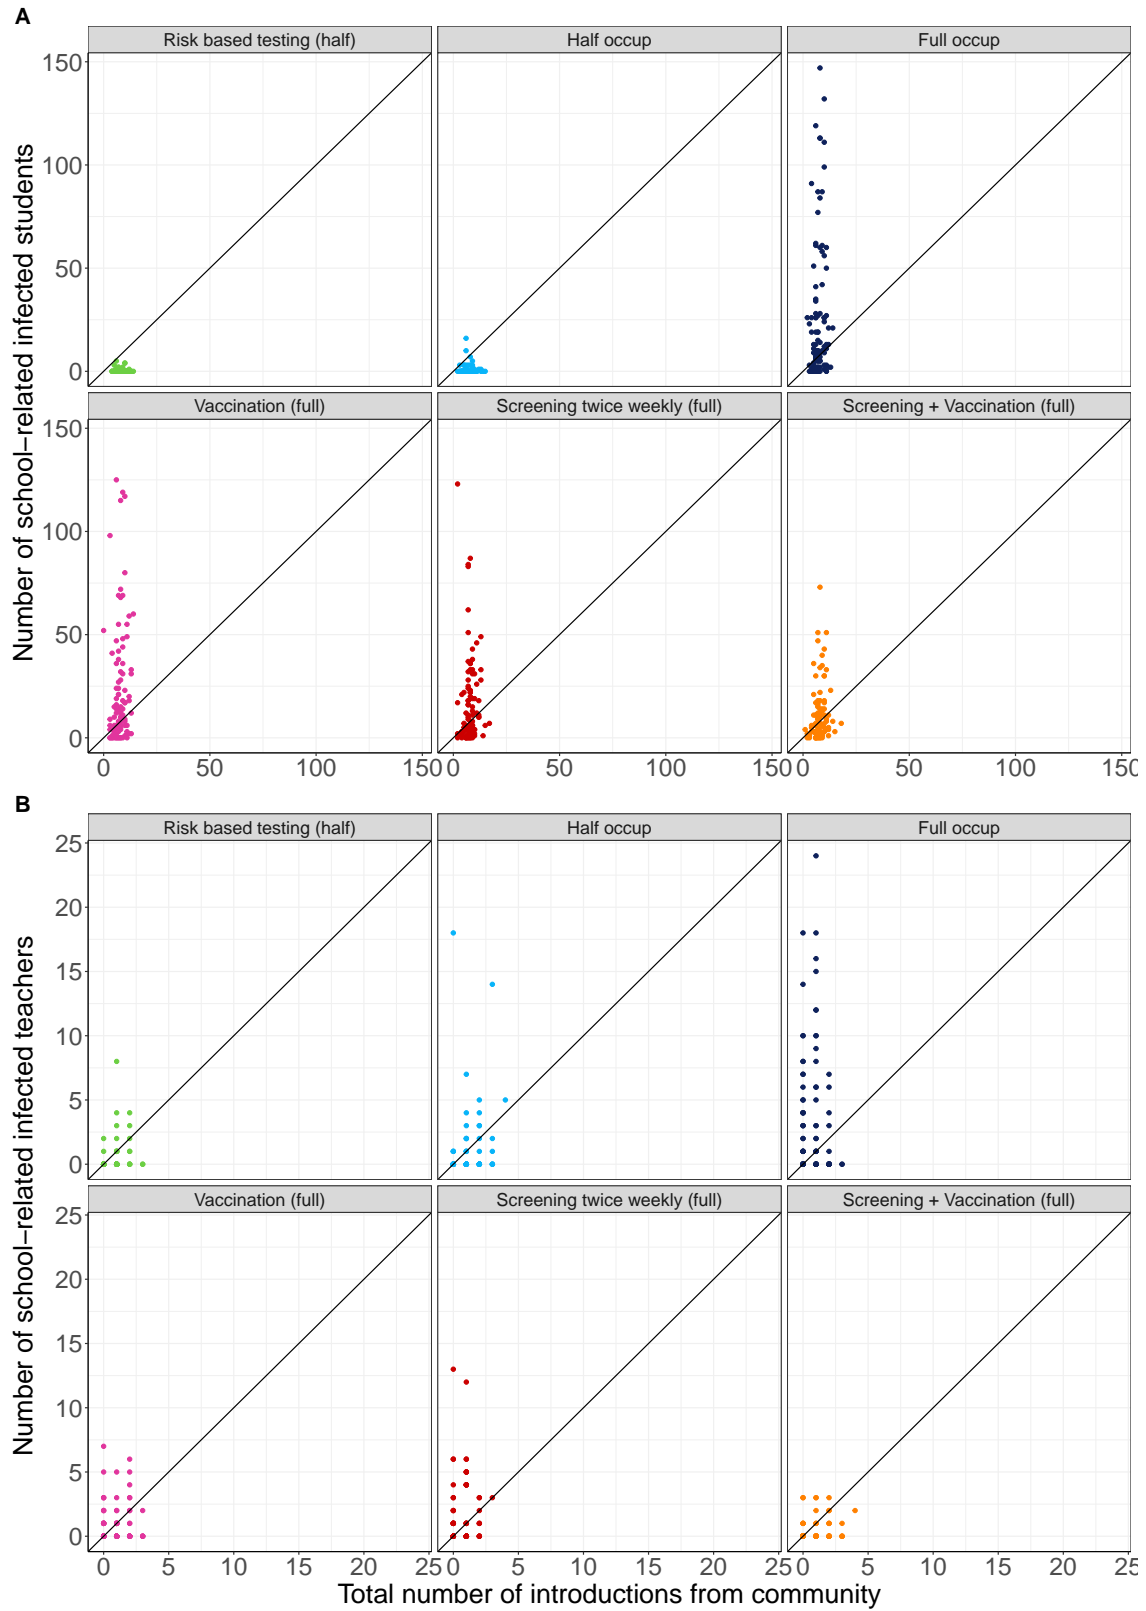 A
Risk based testing (half)
Half occup
Full occup
150
100
50
0
Vaccination (full)
Screening twice weekly (full)
Screening + Vaccination (full)
150
100
50
0
0 50 100 150
0 50 100 150
0 50 100 150
Number of school−related infected students
B
Risk based testing (half)
Half occup
Full occup
25
20
15
10
5
0
Vaccination (full)
Screening twice weekly (full)
Screening + Vaccination (full)
25
20
15
10
5
0
0 5 10 15 20 25
0 5 10 15 20 25
0 5 10 15 20 25
Number of school−related infected teachers
Total number of introductions from community